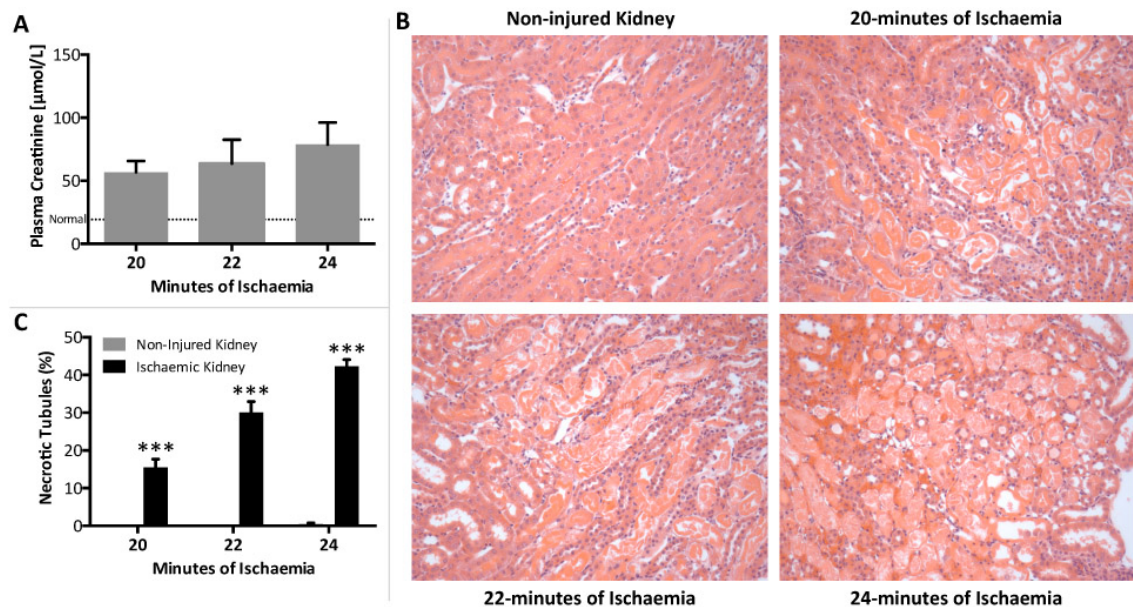 A
150
100
50
0
Plasma Creatinine [μmol/L]
Normal
20 22 24
Minutes of Ischaemia
B
Non-injured Kidney
20-minutes of Ischaemia
22-minutes of Ischaemia
24-minutes of Ischaemia
C
50
40
30
20
10
0
Necrotic Tubules (%)
Non-Injured Kidney
Ischaemic Kidney
***
***
***
20 22 24
Minutes of Ischaemia